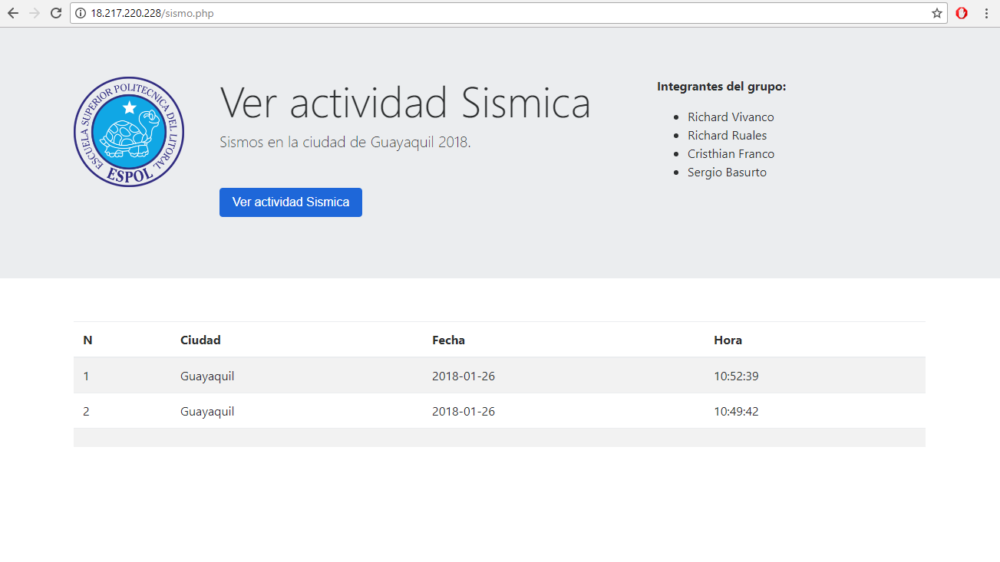 18.217.220.228/sismo.php
ESCUELA SUPERIOR POLITECNICA DEL LITORAL
ESPOL
Ver actividad Sismica
Sismos en la ciudad de Guayaquil 2018.
Ver actividad Sismica
Integrantes del grupo:
Richard Vivanco
Richard Ruales
Cristhian Franco
Sergio Basurto
N Ciudad Fecha Hora
1 Guayaquil 2018-01-26 10:52:39
2 Guayaquil 2018-01-26 10:49:42